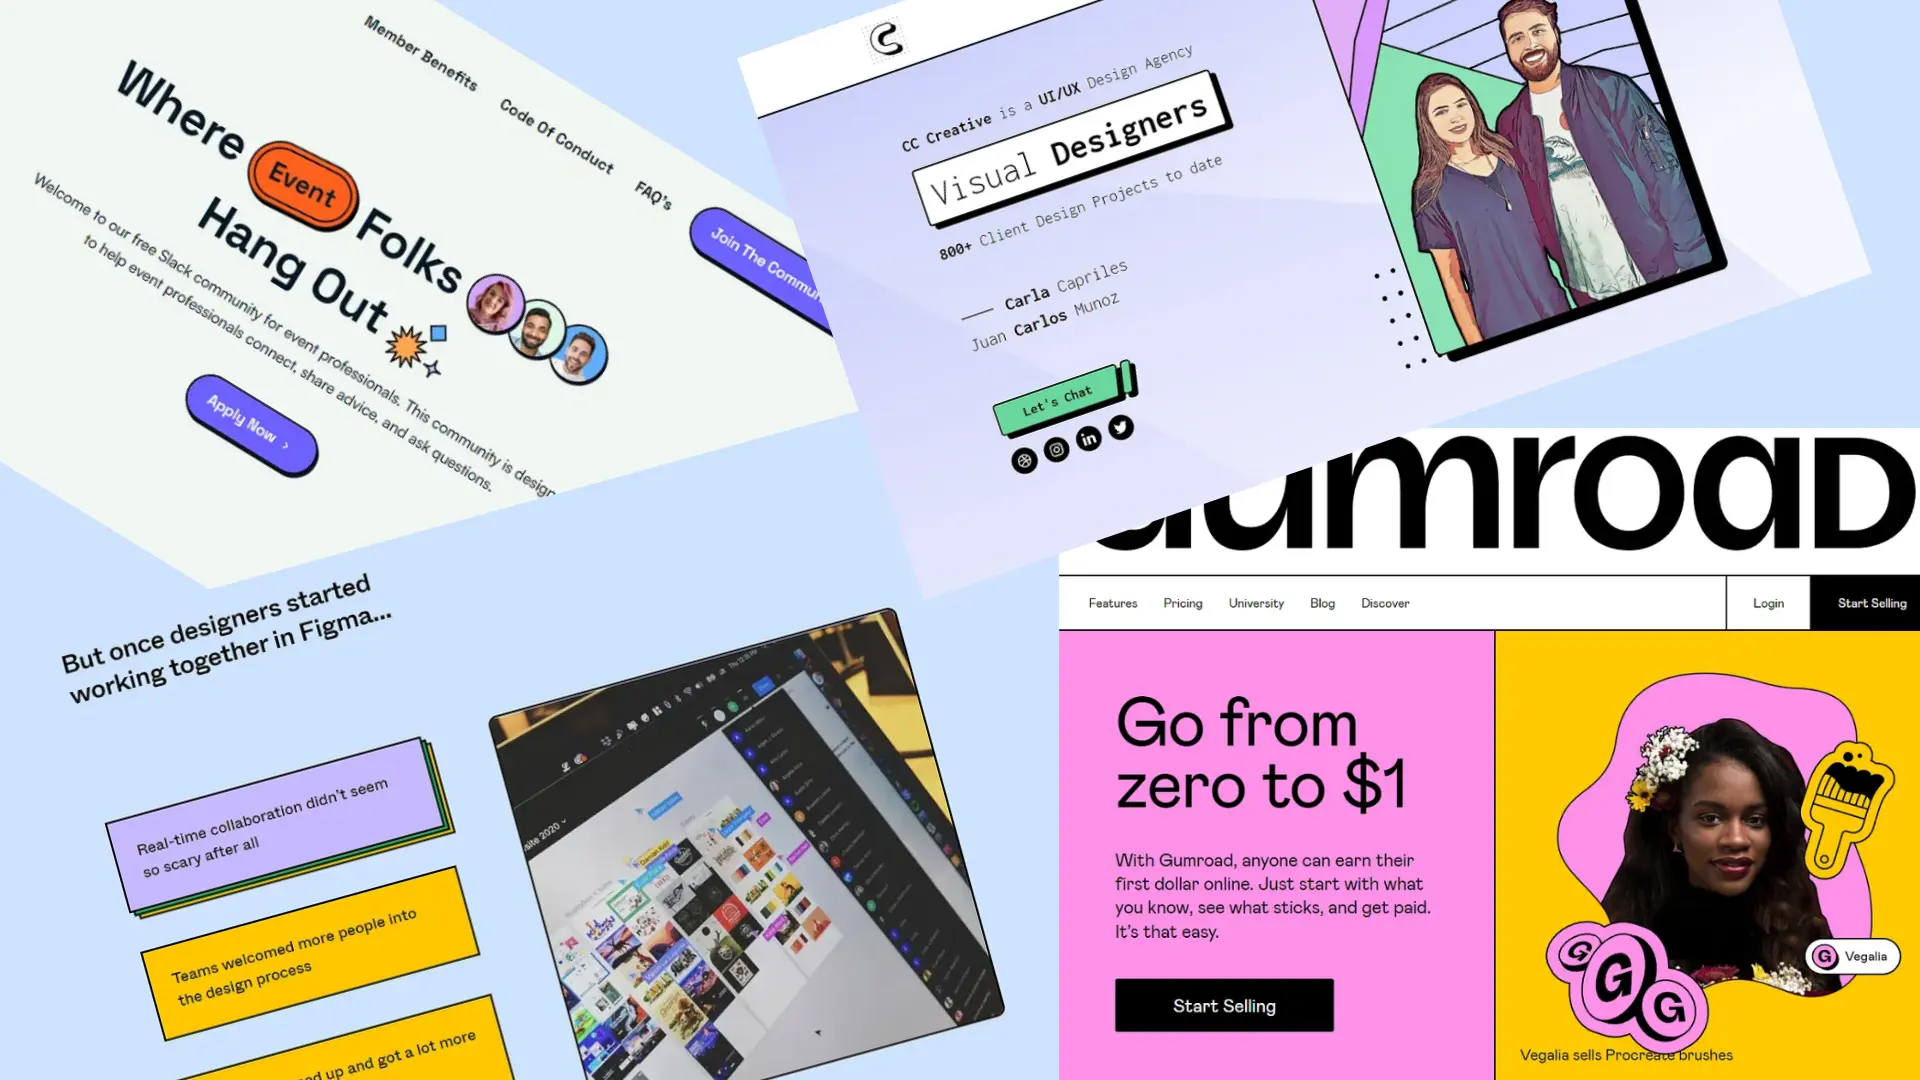 Member Benefits
Code Of Conduct
FAQ's
Where Event Folks
Hang Out
Welcome to our free Slack community for event professionals. This community is design
to help event professionals connect, share advice, and ask questions.
Join The Commun
Apply Now ›
CC Creative is a UI/UX Design Agency
Visual Designers
800+ Client Design Projects to date
Carla Capriles
Juan Carlos Munoz
Let's Chat
in
But once designers started
working together in Figma...
Real-time collaboration didn't seem
so scary after all
Teams welcomed more people into
the design process
ed up and got a lot more
site 2020
umroad
Features
Pricing
University
Blog
Discover
Login
Start Selling
Go from
zero to $1
With Gumroad, anyone can earn their
first dollar online. Just start with what
you know, see what sticks, and get paid.
It's that easy.
Start Selling
G
G
G
G Vegalia
Vegalia sells Procreate brushes